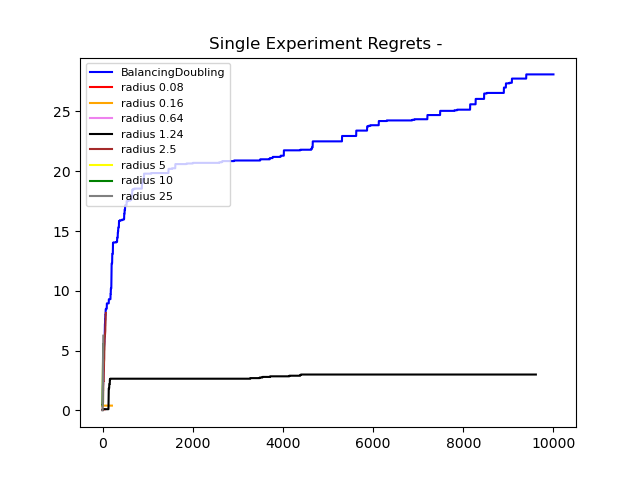 Single Experiment Regrets -
BalancingDoubling
radius 0.08
radius 0.16
radius 0.64
radius 1.24
radius 2.5
radius 5
radius 10
radius 25
25
20
15
10
5
0
0 2000 4000 6000 8000 10000